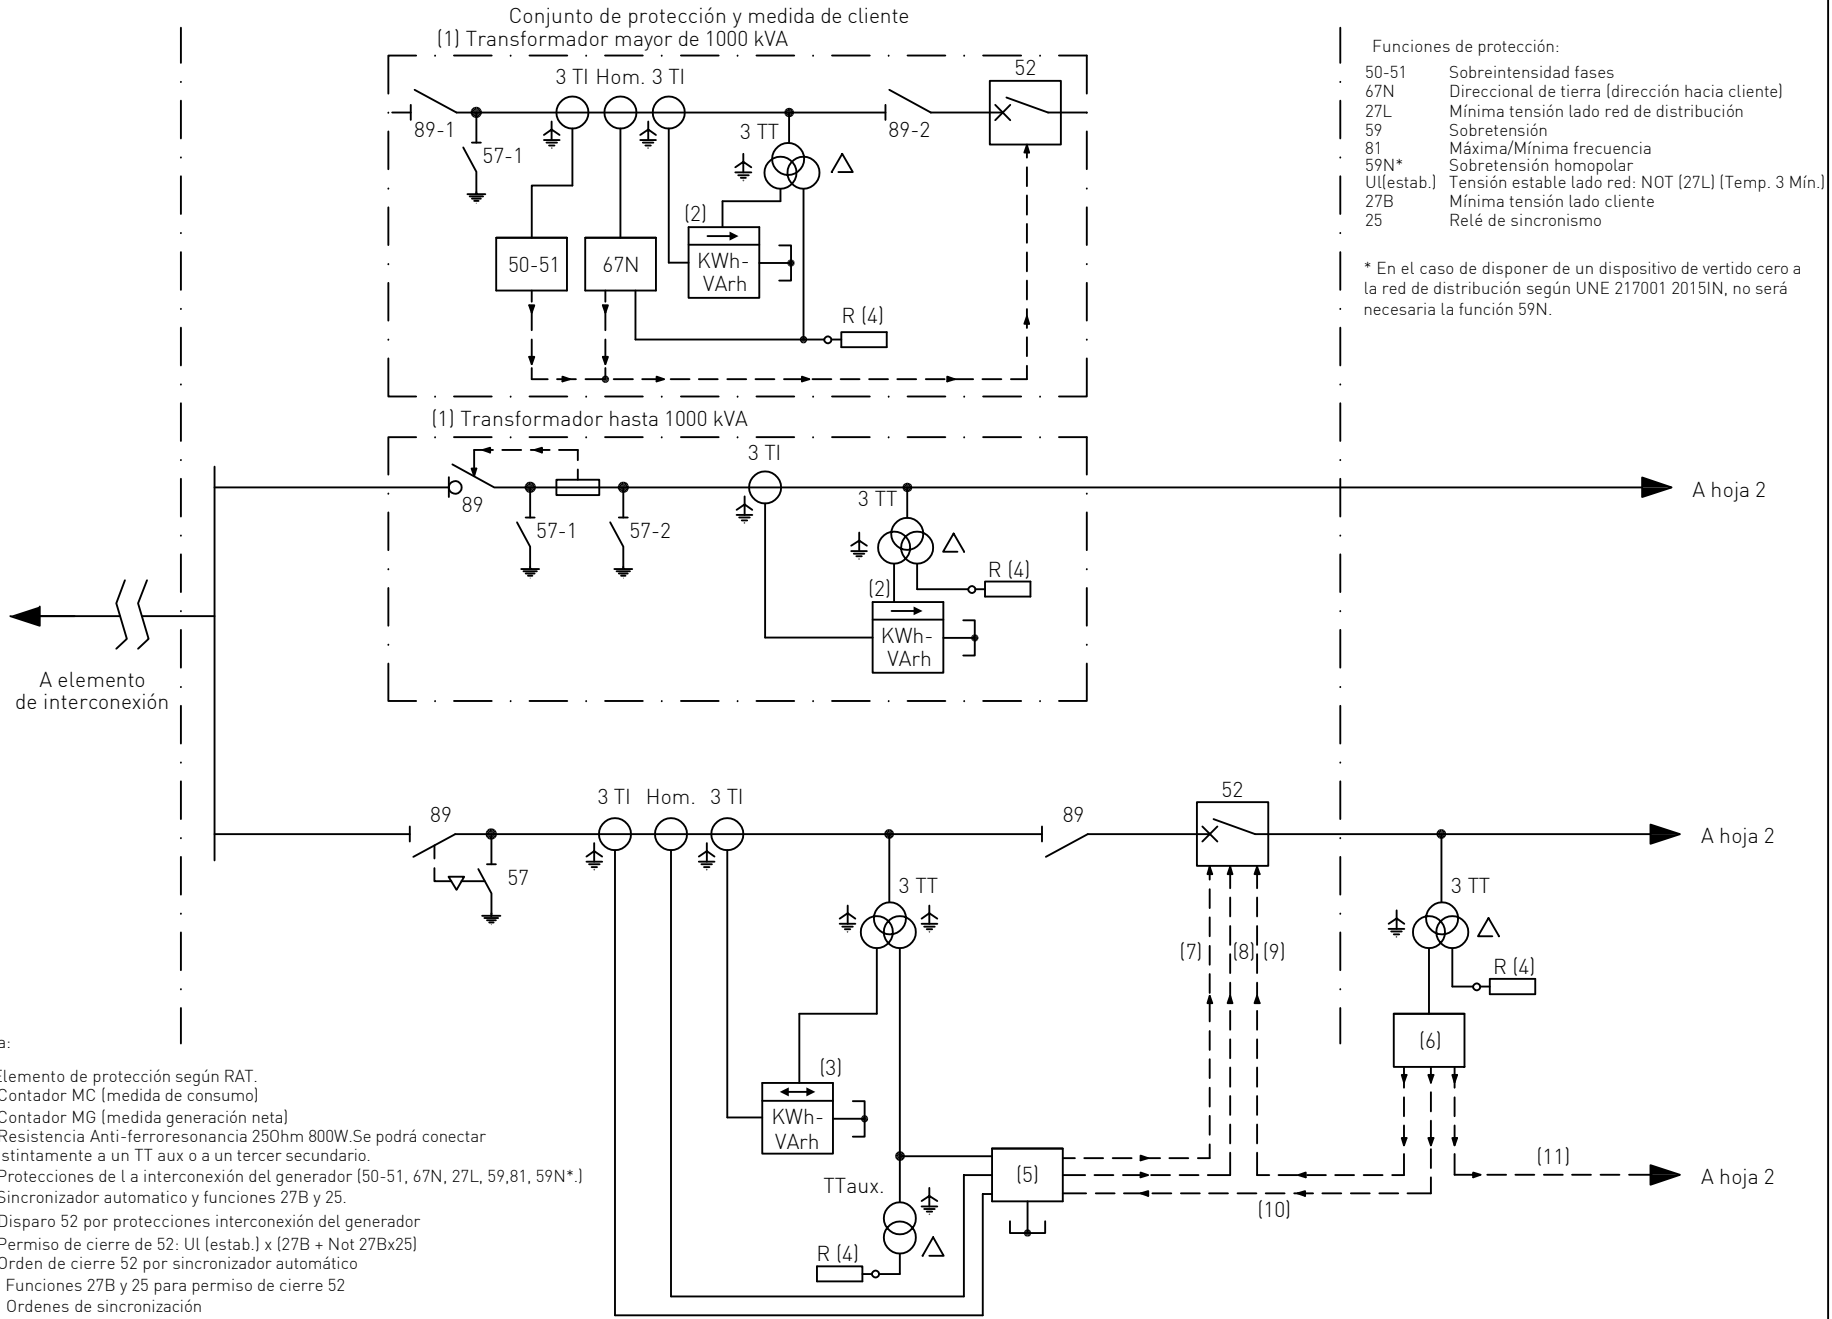 Conjunto de protección y medida de cliente
(1) Transformador mayor de 1000 kVA
3 TI Hom. 3 TI
52
89-1
57-1
3 TT
89-2
(2)
50-51
67N
KWh-
VArh
R (4)
Funciones de protección:
50-51 Sobreintensidad fases
67N Direccional de tierra (dirección hacia cliente)
27L Mínima tensión lado red de distribución
59 Sobretensión
81 Máxima/Mínima frecuencia
59N* Sobretensión homopolar
Ul(estab.) Tensión estable lado red: NOT (27L) (Temp. 3 Mín.)
27B Mínima tensión lado cliente
25 Relé de sincronismo
* En el caso de disponer de un dispositivo de vertido cero a
la red de distribución según UNE 217001 2015IN, no será
necesaria la función 59N.
(1) Transformador hasta 1000 kVA
3 TI
89
57-1
57-2
3 TT
R (4)
(2)
KWh-
VArh
A hoja 2
A elemento
de interconexión
89
57
3 TI Hom. 3 TI
3 TT
89
52
A hoja 2
3 TT
(7)
(8)
(9)
R (4)
(6)
(3)
KWh-
VArh
(5)
(10)
(11)
A hoja 2
TTaux.
R (4)
a:
Elemento de protección según RAT.
Contador MC (medida de consumo)
Contador MG (medida generación neta)
Resistencia Anti-ferroresonancia 25Ohm 800W.Se podrá conectar
istintamente a un TT aux o a un tercer secundario.
Protecciones de l a interconexión del generador (50-51, 67N, 27L, 59,81, 59N*.)
Sincronizador automatico y funciones 27B y 25.
Disparo 52 por protecciones interconexión del generador
Permiso de cierre de 52: Ul (estab.) x (27B + Not 27Bx25)
Orden de cierre 52 por sincronizador automático
Funciones 27B y 25 para permiso de cierre 52
Ordenes de sincronización